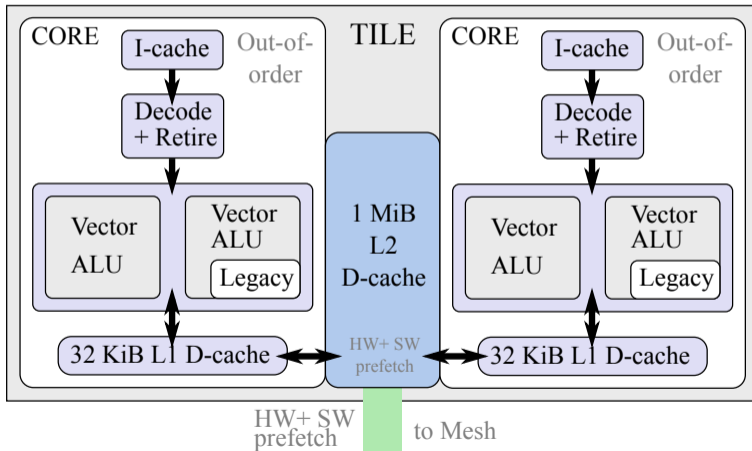 CORE
Out-of-
order
I-cache
Decode
+ Retire
Vector
ALU
Vector
ALU
Legacy
32 KiB L1 D-cache
TILE
1 MiB
L2
D-cache
HW+ SW
prefetch
CORE
Out-of-
order
I-cache
Decode
+ Retire
Vector
ALU
Vector
ALU
Legacy
32 KiB L1 D-cache
HW+ SW
prefetch
to Mesh